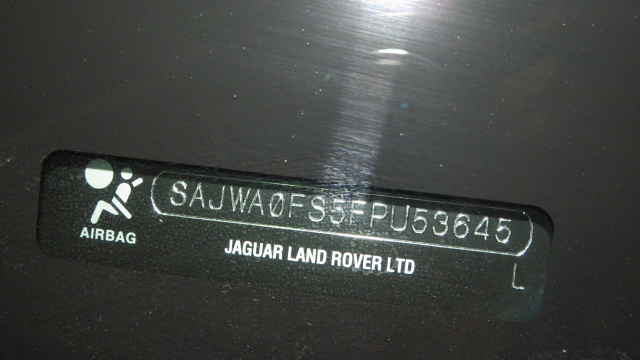 SAJWA0FS5FPU53645
AIRBAG
JAGUAR LAND ROVER LTD
L